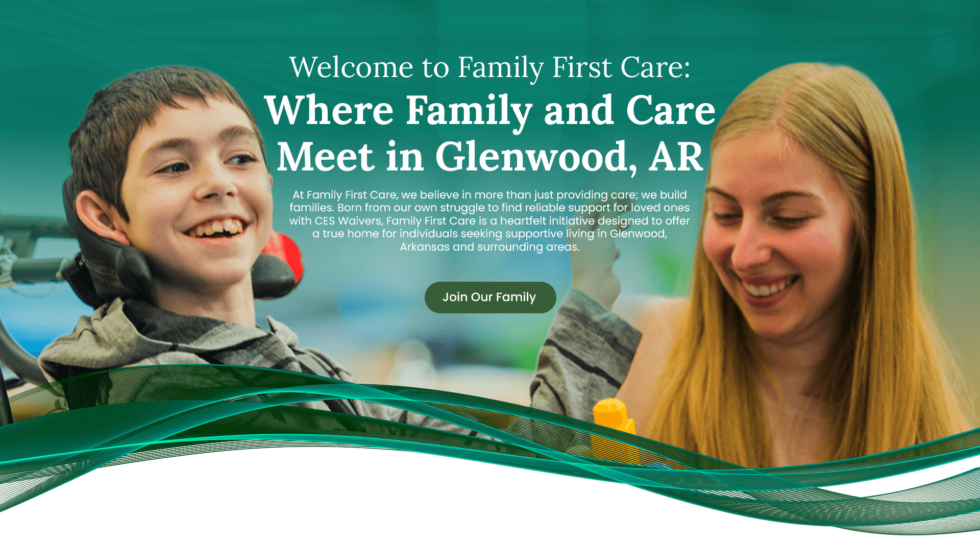 Welcome to Family First Care:
Where Family and Care
Meet in Glenwood, AR
At Family First Care, we believe in more than just providing care; we build
families. Born from our own struggle to find reliable support for loved ones
with CES Waivers, Family First Care is a heartfelt initiative designed to offer
a true home for individuals seeking supportive living in Glenwood,
Arkansas and surrounding areas.
Join Our Family